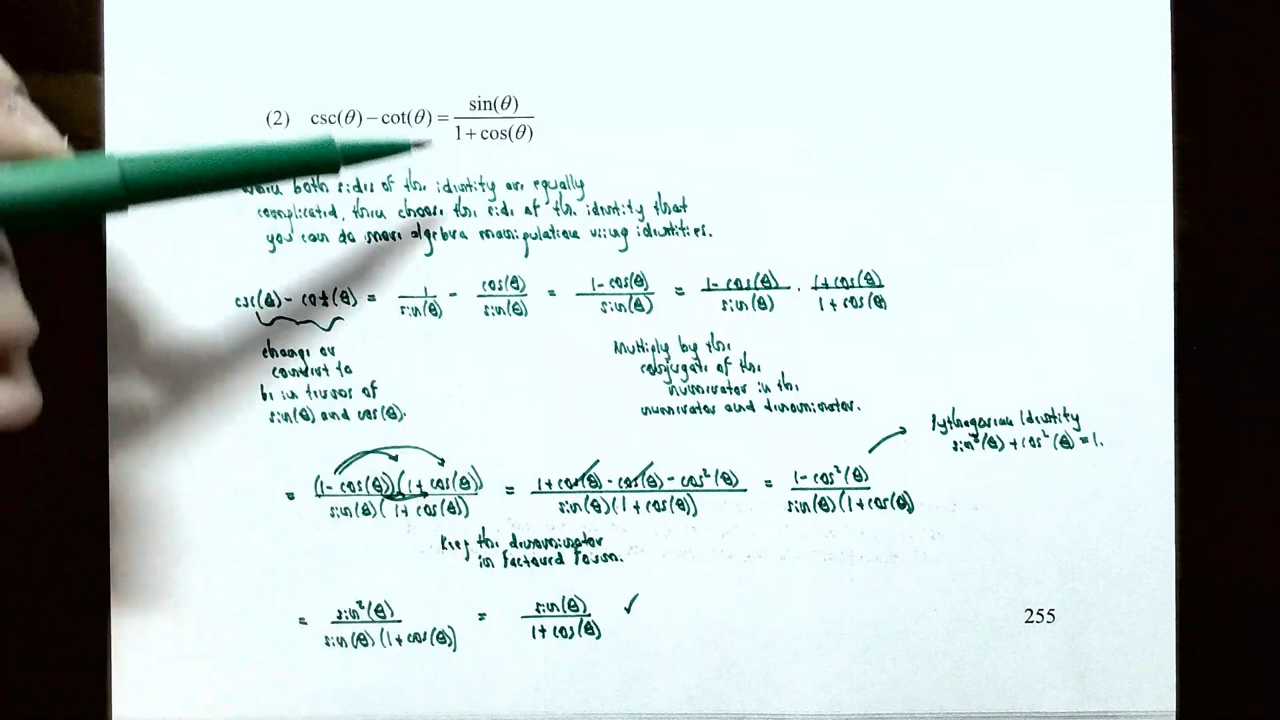 (2) csc(θ) − cot(θ) = sin(θ) / 1 + cos(θ)
both sides of the identity are equally
complicated, then choose the side of the identity that
you can do more algebra manipulation using identities.
csc(θ) - cot(θ) = 1 / sin(θ) - cos(θ) / sin(θ) = 1 - cos(θ) / sin(θ) = 1 - cos(θ) / sin(θ) · 1 + cos(θ) / 1 + cos(θ)
change or
convert to
be in terms of
sin(θ) and cos(θ).
Multiply by the
conjugate of the
numerator in the
numerator and denominator.
Pythagorean Identity
sin²(θ) + cos²(θ) = 1.
= (1 - cos(θ))(1 + cos(θ)) / sin(θ)(1 + cos(θ)) = 1 + cos(θ) - cos(θ) - cos²(θ) / sin(θ)(1 + cos(θ)) = 1 - cos²(θ) / sin(θ)(1 + cos(θ))
Keep the denominator
in factored form.
= sin²(θ) / sin(θ)(1 + cos(θ)) = sin(θ) / 1 + cos(θ) ✓
255